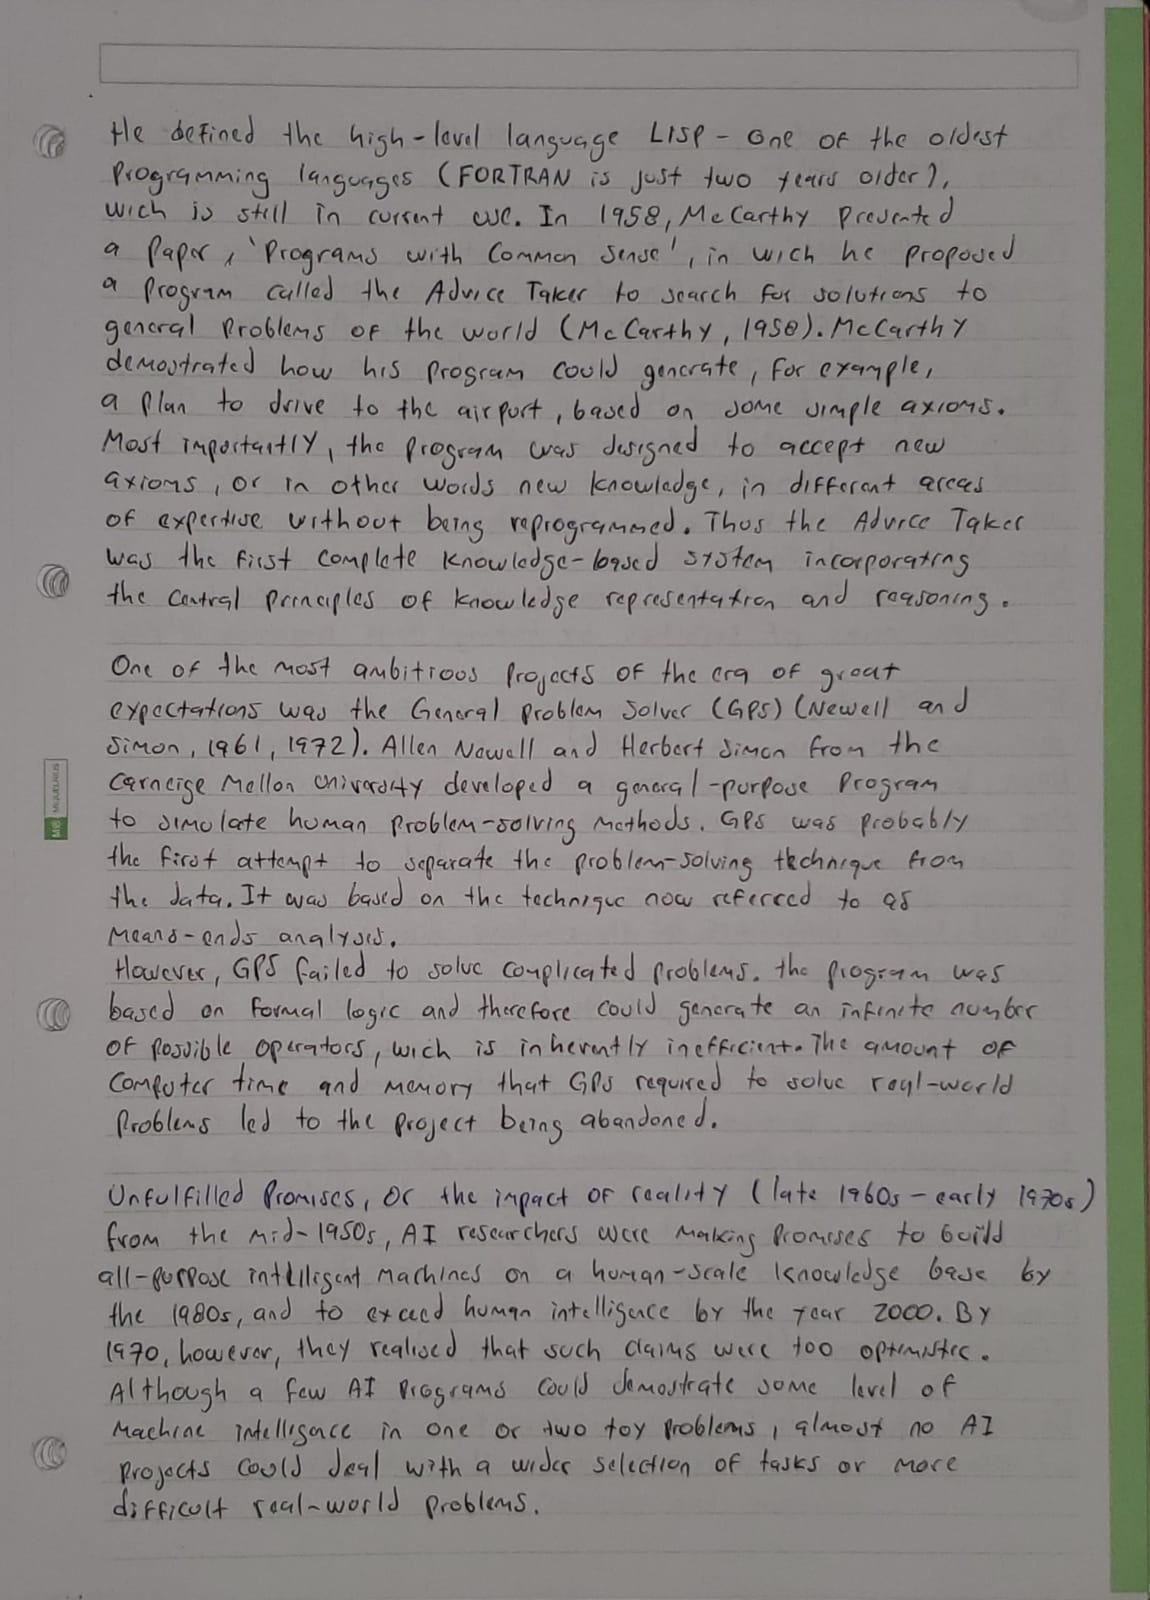 He defined the high-level language LISP - one of the oldest
Programming languages (FORTRAN is just two years older),
wich is still in current use. In 1958, McCarthy Presented
a Paper, 'Programs with Common Sense', in wich he proposed
a program called the Advice Taker to search for solutions to
general Problems of the world (McCarthy, 1958). McCarthy
demostrated how his program could generate, for example,
a plan to drive to the airport, based on some simple axioms.
Most importantly, the program was designed to accept new
axioms, or in other words new knowledge, in different areas
of expertise without being reprogrammed. Thus the Advice Taker
was the first complete knowledge-based system incorporating
the central principles of knowledge representation and reasoning.
One of the most ambitious projects of the era of great
expectations was the General problem Solver (GPS) (Newell and
Simon, 1961, 1972). Allen Newell and Herbert Simon from the
Carneige Mellon University developed a general-purpose Program
to simulate human problem-solving methods. GPS was probably
the first attempt to separate the problem-solving technique from
the data. It was based on the technique now referred to as
means-ends analysis.
However, GPS failed to solve complicated problems. the program was
based on formal logic and therefore could generate an infinite number
of possible operators, wich is inherently inefficient. The amount of
computer time and memory that GPS required to solve real-world
Problems led to the project being abandoned.
Unfulfilled Promises, or the impact of reality (late 1960s - early 1970s)
from the mid-1950s, AI researchers were making promises to build
all-purpose intelligent machines on a human-scale knowledge base by
the 1980s, and to exceed human intelligence by the year 2000. By
1970, however, they realised that such claims were too optimistic.
Although a few AI Programs could demostrate some level of
Machine intelligence in one or two toy problems, almost no AI
projects could deal with a wider selection of tasks or more
difficult real-world problems.